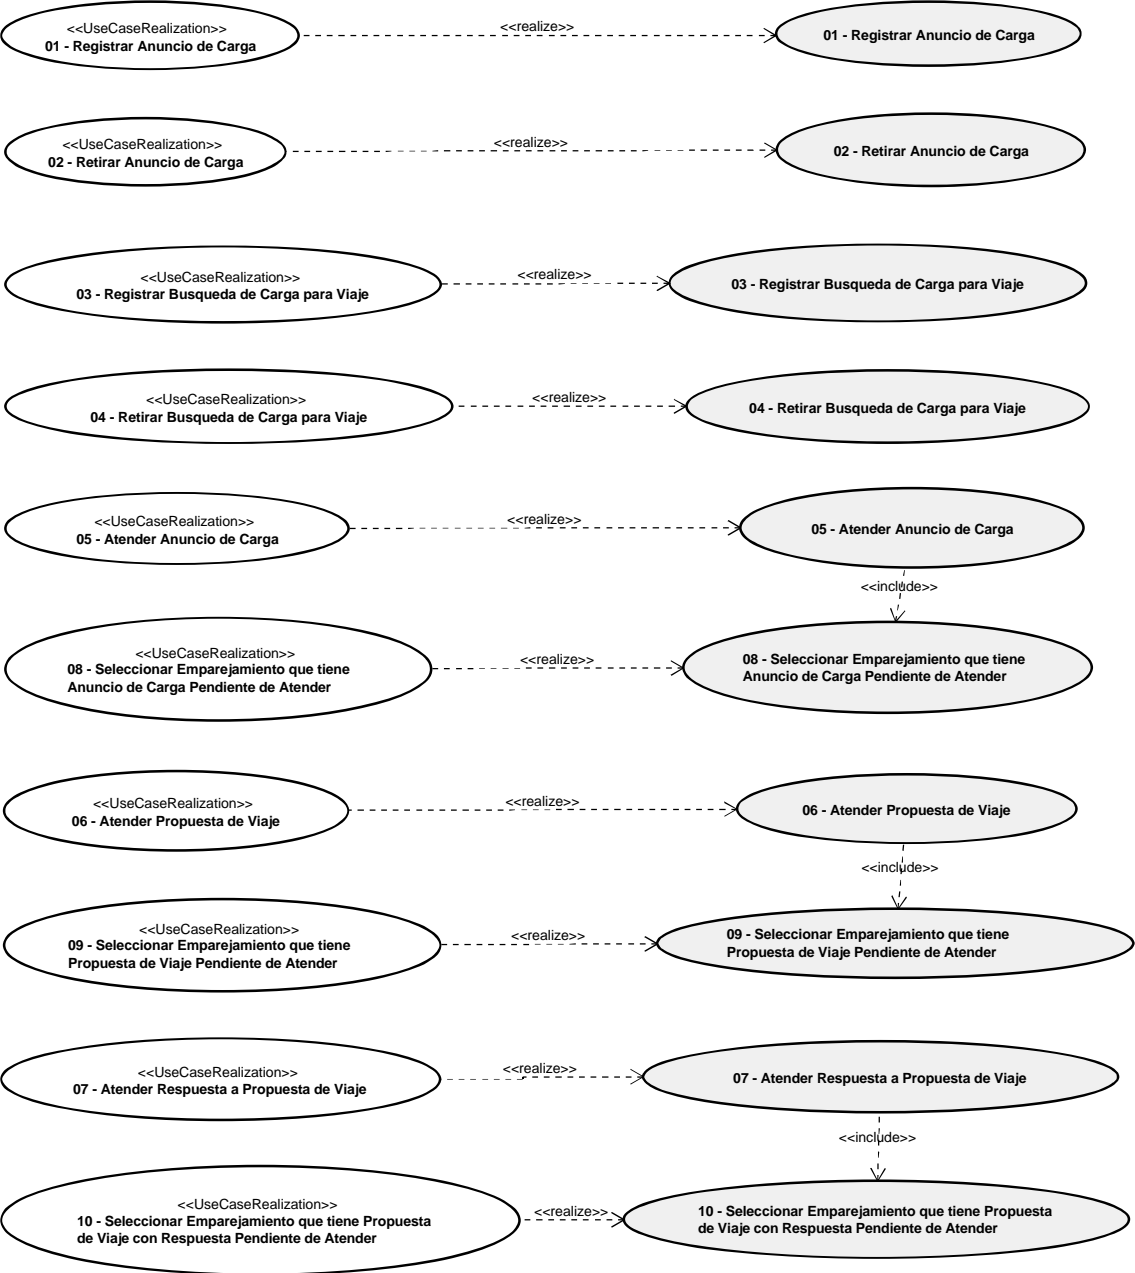 <<UseCaseRealization>>
01 - Registrar Anuncio de Carga
<<realize>>
01 - Registrar Anuncio de Carga
<<UseCaseRealization>>
02 - Retirar Anuncio de Carga
<<realize>>
02 - Retirar Anuncio de Carga
<<UseCaseRealization>>
03 - Registrar Busqueda de Carga para Viaje
<<realize>>
03 - Registrar Busqueda de Carga para Viaje
<<UseCaseRealization>>
04 - Retirar Busqueda de Carga para Viaje
<<realize>>
04 - Retirar Busqueda de Carga para Viaje
<<UseCaseRealization>>
05 - Atender Anuncio de Carga
<<realize>>
05 - Atender Anuncio de Carga
<<include>>
<<UseCaseRealization>>
08 - Seleccionar Emparejamiento que tiene
Anuncio de Carga Pendiente de Atender
<<realize>>
08 - Seleccionar Emparejamiento que tiene
Anuncio de Carga Pendiente de Atender
<<UseCaseRealization>>
06 - Atender Propuesta de Viaje
<<realize>>
06 - Atender Propuesta de Viaje
<<include>>
<<UseCaseRealization>>
09 - Seleccionar Emparejamiento que tiene
Propuesta de Viaje Pendiente de Atender
<<realize>>
09 - Seleccionar Emparejamiento que tiene
Propuesta de Viaje Pendiente de Atender
<<UseCaseRealization>>
07 - Atender Respuesta a Propuesta de Viaje
<<realize>>
07 - Atender Respuesta a Propuesta de Viaje
<<include>>
<<UseCaseRealization>>
10 - Seleccionar Emparejamiento que tiene Propuesta
de Viaje con Respuesta Pendiente de Atender
<<realize>>
10 - Seleccionar Emparejamiento que tiene Propuesta
de Viaje con Respuesta Pendiente de Atender